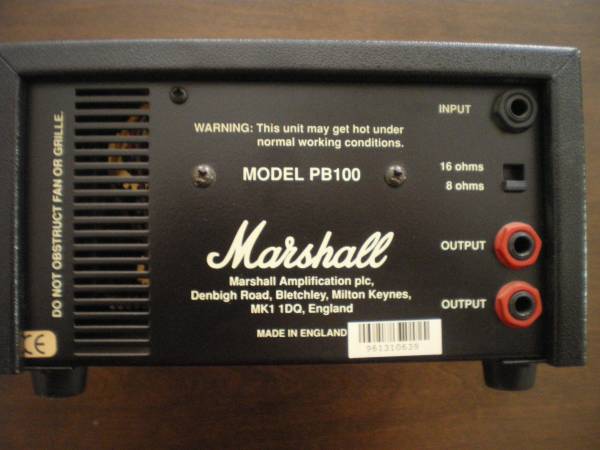 DO NOT OBSTRUCT FAN OR GRILLE.
WARNING: This unit may get hot under
normal working conditions.
MODEL PB100
Marshall
Marshall Amplification plc,
Denbigh Road, Bletchley, Milton Keynes,
MK1 1DQ, England
MADE IN ENGLAND
961310639
INPUT
16 ohms
8 ohms
OUTPUT
OUTPUT
CE